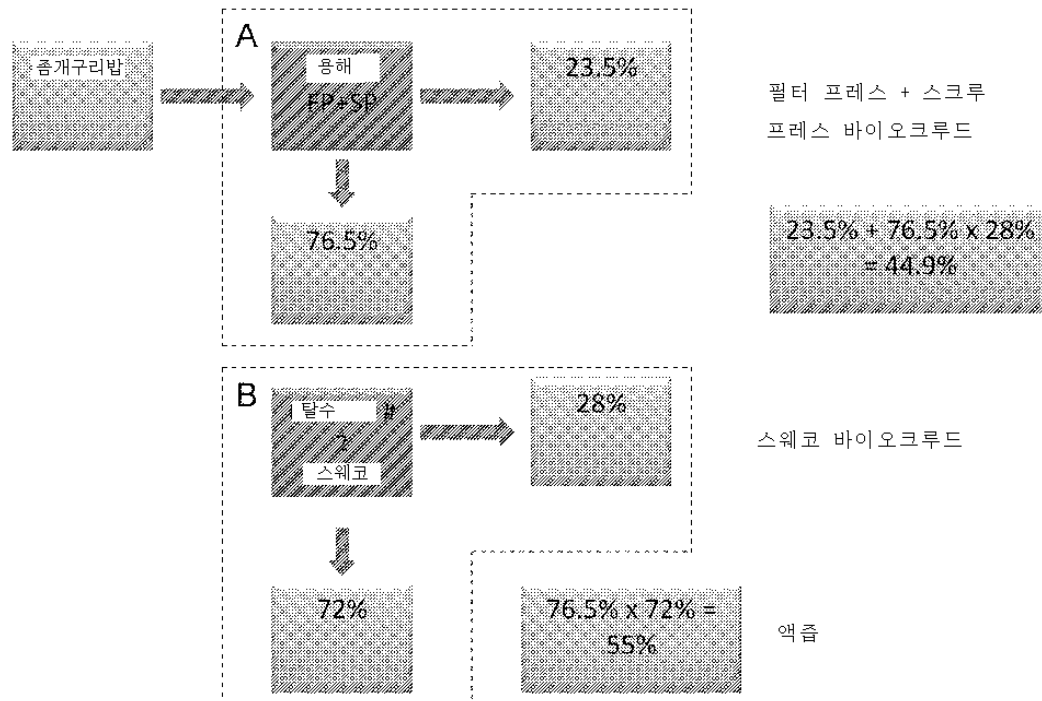 A
좀개구리밥
용해
FP+SP
23.5%
필터 프레스 + 스크루
프레스 바이오크루드
76.5%
23.5% + 76.5% x 28%
= 44.9%
B
탈수
스웨코
28%
스웨코 바이오크루드
72%
76.5% x 72% =
55%
액즙